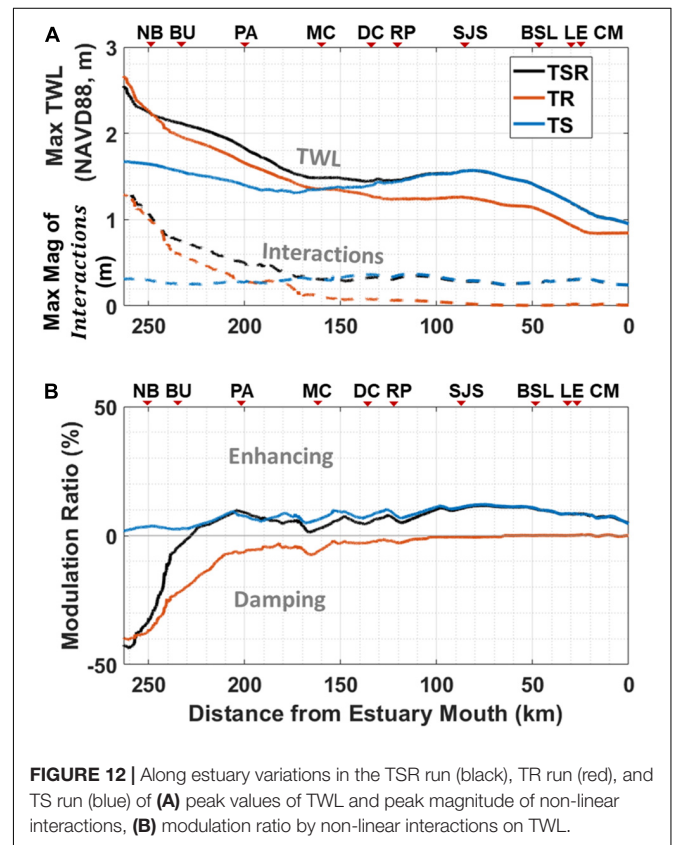 A
NB BU PA MC DC RP SJS BSL LE CM
Max TWL
(NAVD88, m)
Max Mag of
Interactions
(m)
3
2
1
0
TSR
TR
TS
TWL
Interactions
250 200 150 100 50 0
B
NB BU PA MC DC RP SJS BSL LE CM
Modulation Ratio (%)
50
0
-50
Enhancing
Damping
250 200 150 100 50 0
Distance from Estuary Mouth (km)
FIGURE 12 | Along estuary variations in the TSR run (black), TR run (red), and
TS run (blue) of (A) peak values of TWL and peak magnitude of non-linear
interactions, (B) modulation ratio by non-linear interactions on TWL.